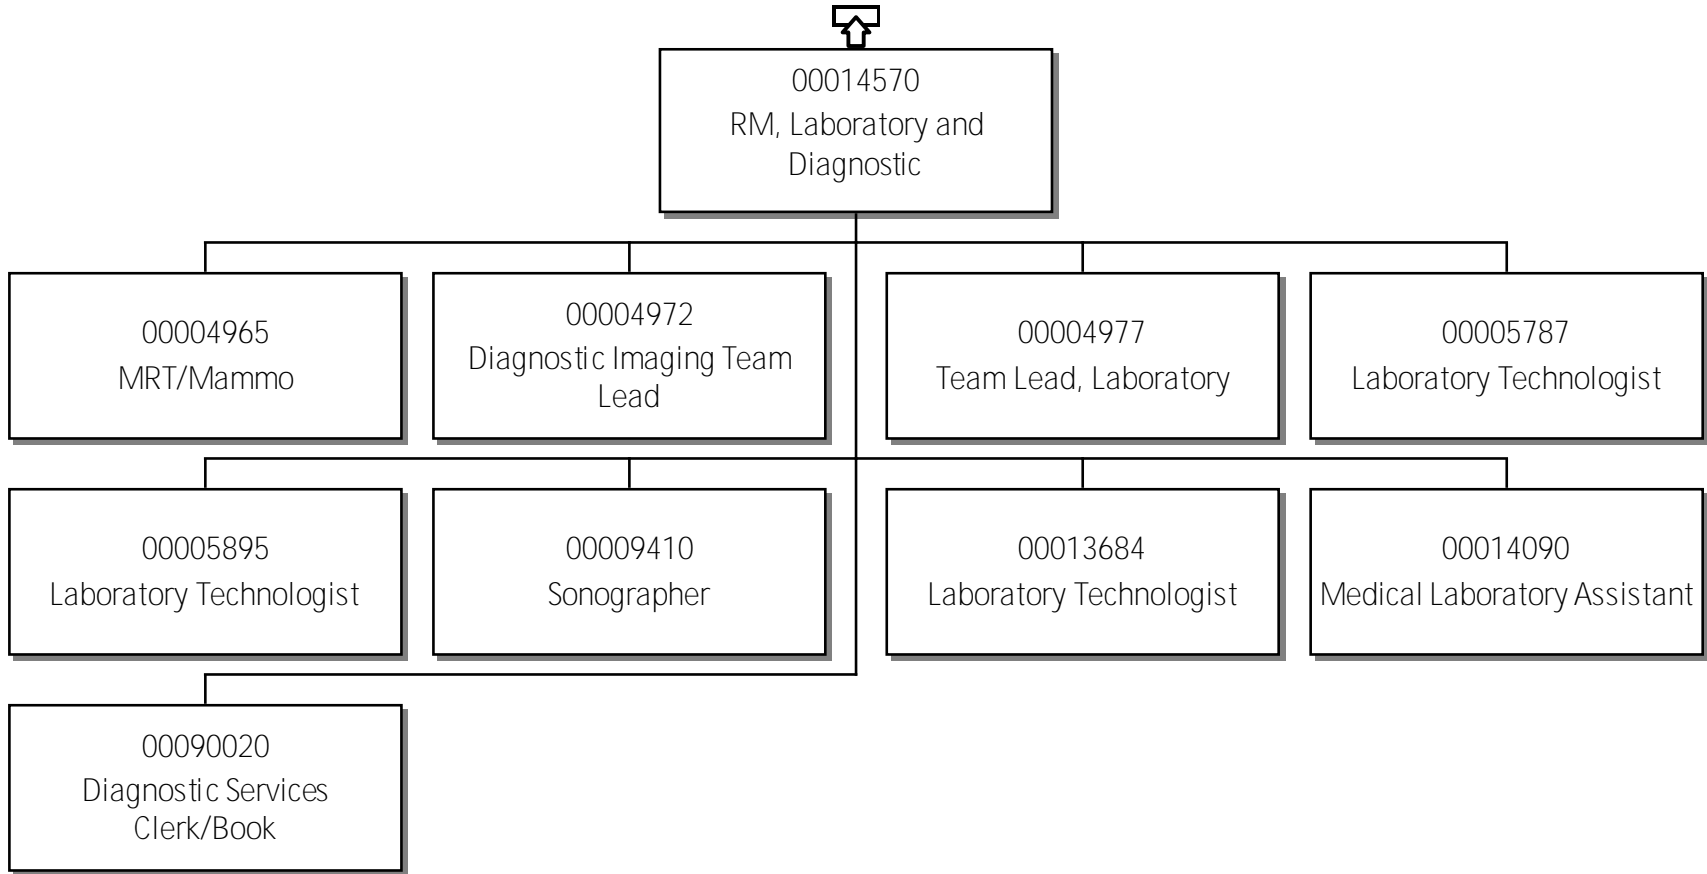 00014570
RM, Laboratory and
Diagnostic
00004965
MRT/Mammo
00004972
Diagnostic Imaging Team
Lead
00004977
Team Lead, Laboratory
00005787
Laboratory Technologist
00005895
Laboratory Technologist
00009410
Sonographer
00013684
Laboratory Technologist
00014090
Medical Laboratory Assistant
00090020
Diagnostic Services
Clerk/Book